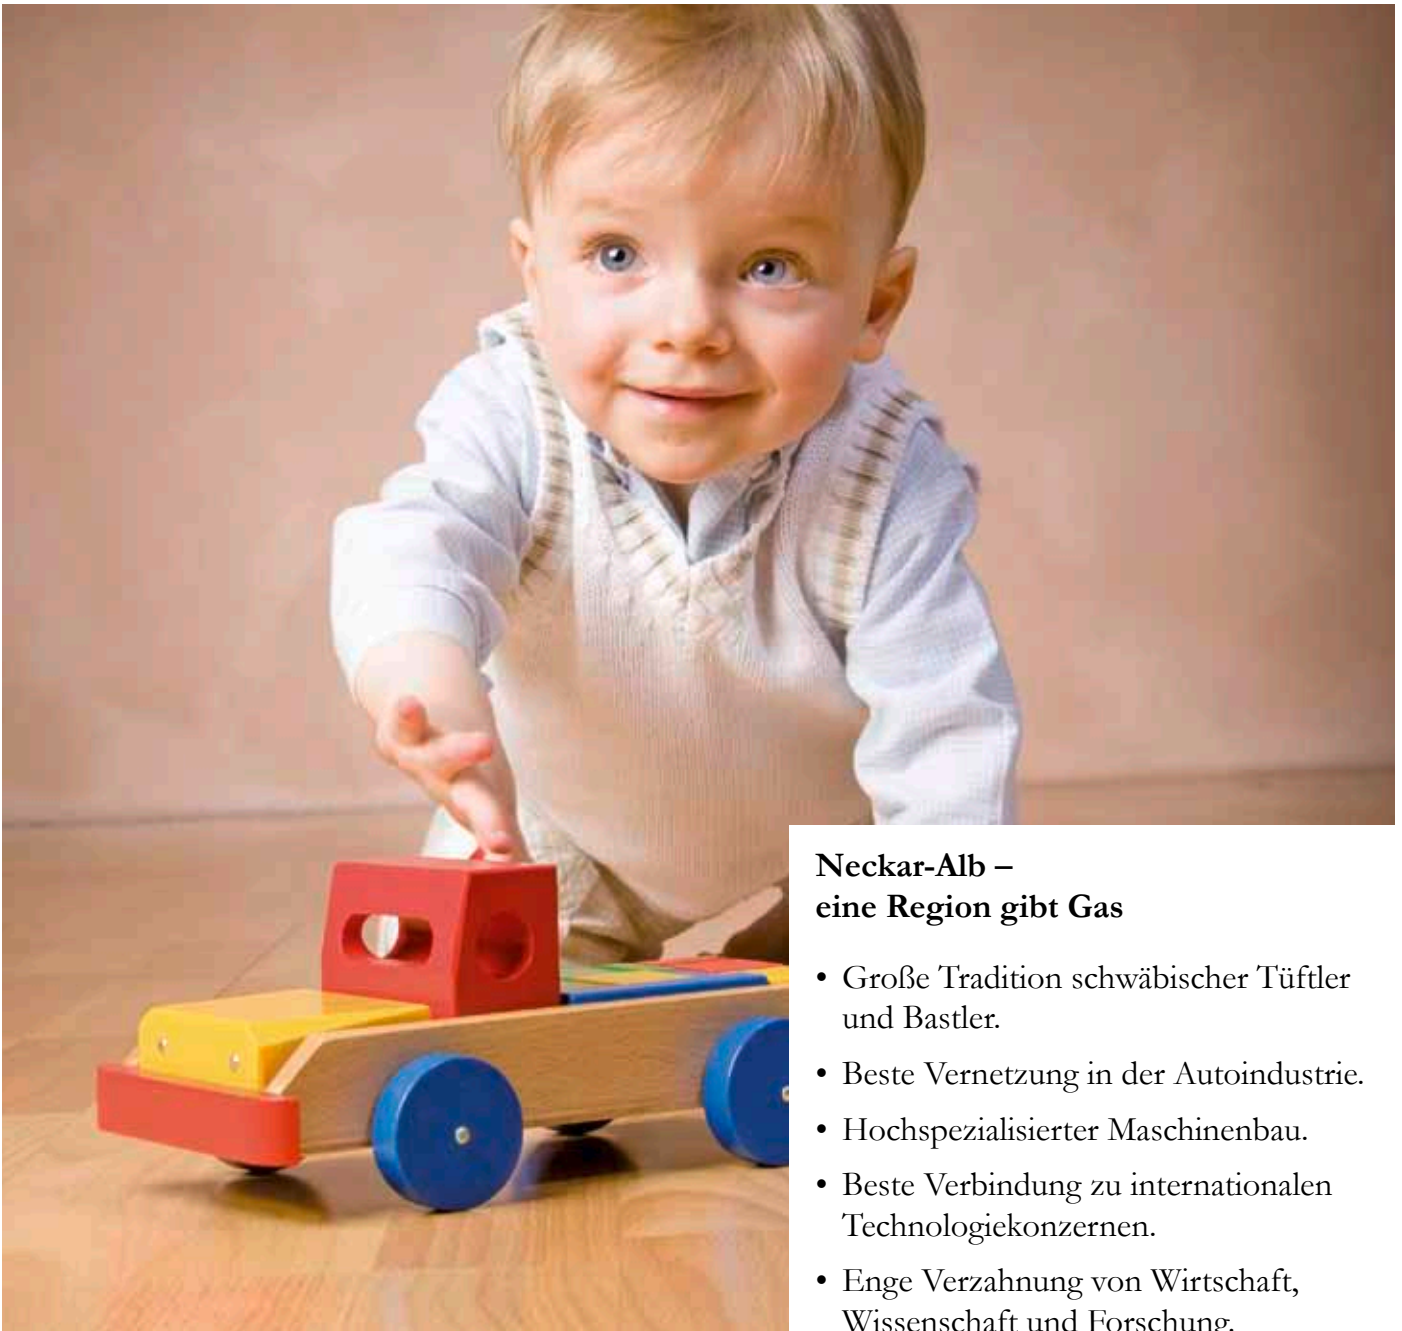 Neckar-Alb –
eine Region gibt Gas
• Große Tradition schwäbischer Tüftler
und Bastler.
• Beste Vernetzung in der Autoindustrie.
• Hochspezialisierter Maschinenbau.
• Beste Verbindung zu internationalen
Technologiekonzernen.
• Enge Verzahnung von Wirtschaft,
Wissenschaft und Forschung.